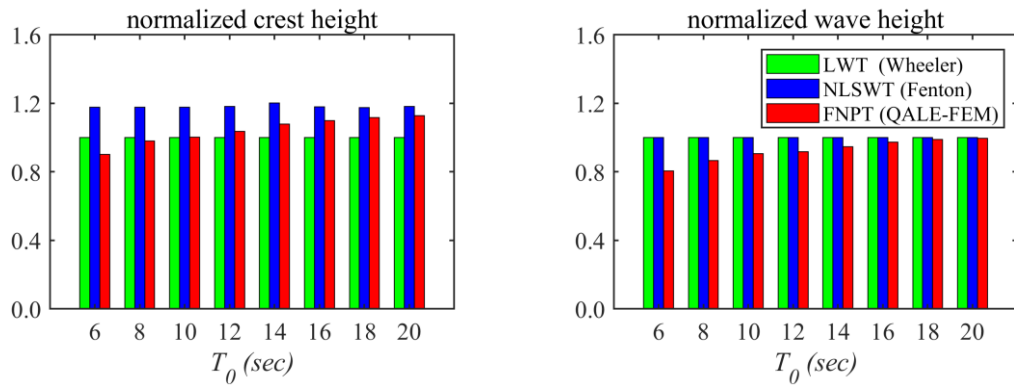 normalized crest height
1.6
1.2
0.8
0.4
0.0
6 8 10 12 14 16 18 20
T0 (sec)
normalized wave height
1.6
1.2
0.8
0.4
0.0
LWT (Wheeler)
NLSWT (Fenton)
FNPT (QALE-FEM)
6 8 10 12 14 16 18 20
T0 (sec)